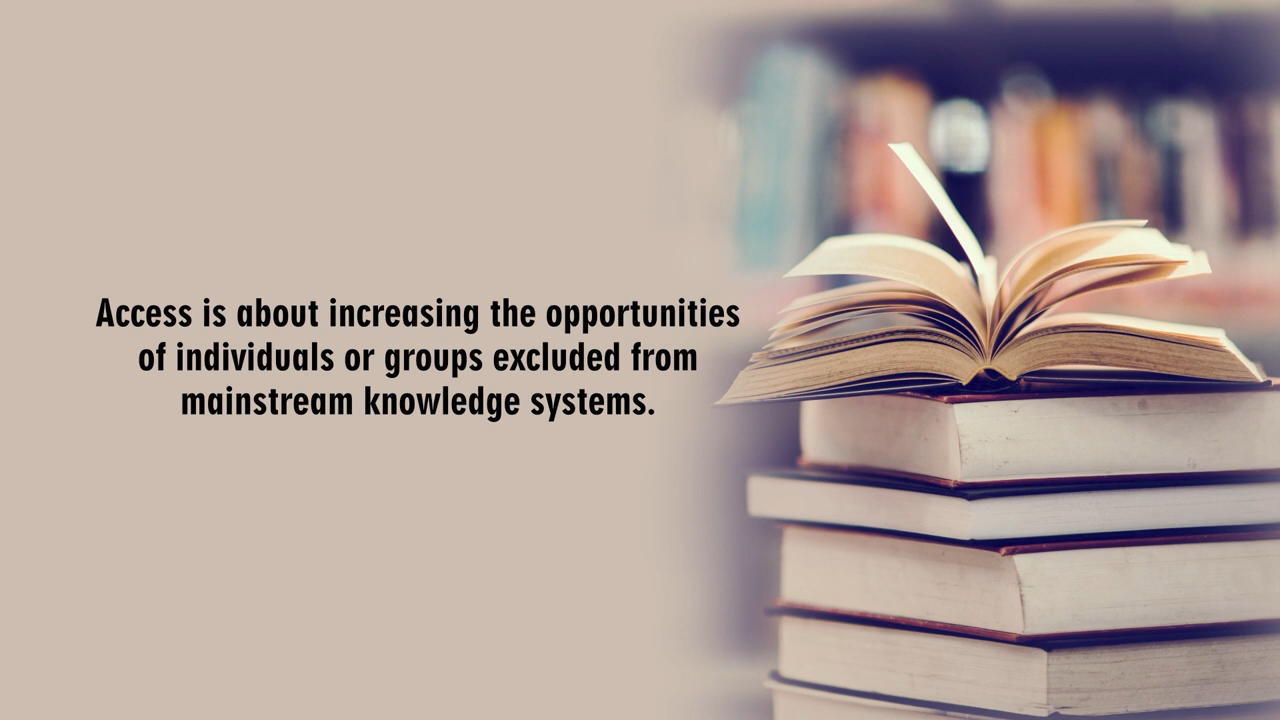 Access is about increasing the opportunities
of individuals or groups excluded from
mainstream knowledge systems.